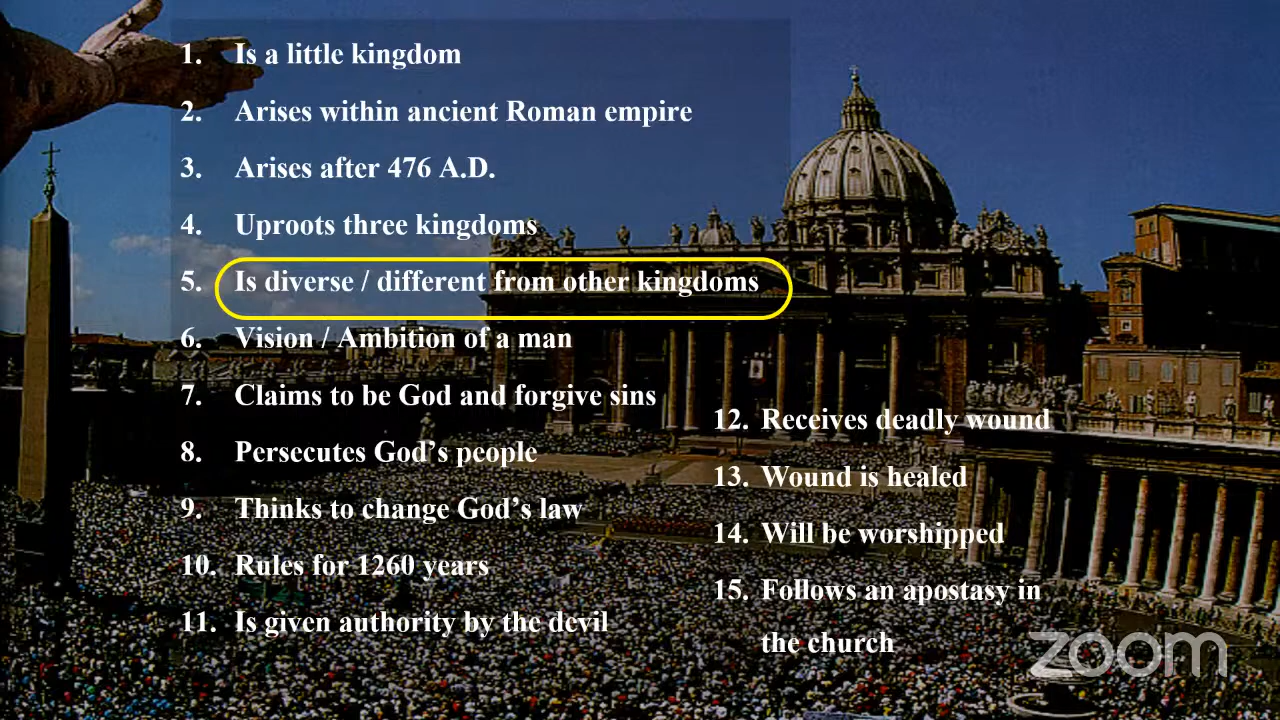 1. Is a little kingdom
2. Arises within ancient Roman empire
3. Arises after 476 A.D.
4. Uproots three kingdoms
5. Is diverse / different from other kingdoms
6. Vision / Ambition of a man
7. Claims to be God and forgive sins
8. Persecutes God's people
9. Thinks to change God's law
10. Rules for 1260 years
11. Is given authority by the devil
12. Receives deadly wound
13. Wound is healed
14. Will be worshipped
15. Follows an apostasy in
the church
zoom